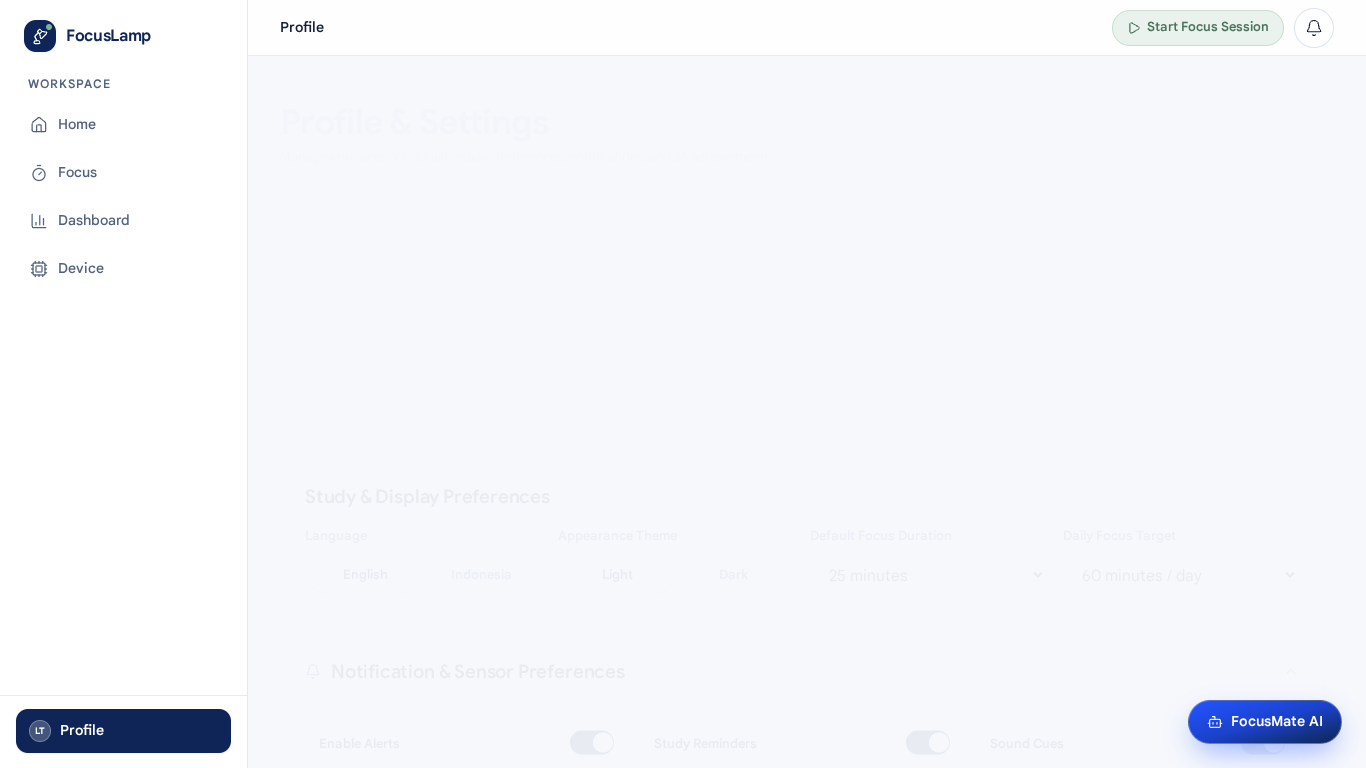 FocusLamp
WORKSPACE
Home
Focus
Dashboard
Device
LT Profile
Profile
Start Focus Session
Profile & Settings
Study & Display Preferences
Language Appearance Theme Default Focus Duration Daily Focus Target
English Indonesia Light Dark 25 minutes 60 minutes / day
Notification & Sensor Preferences
Enable Alerts Study Reminders Sound Cues
FocusMate AI